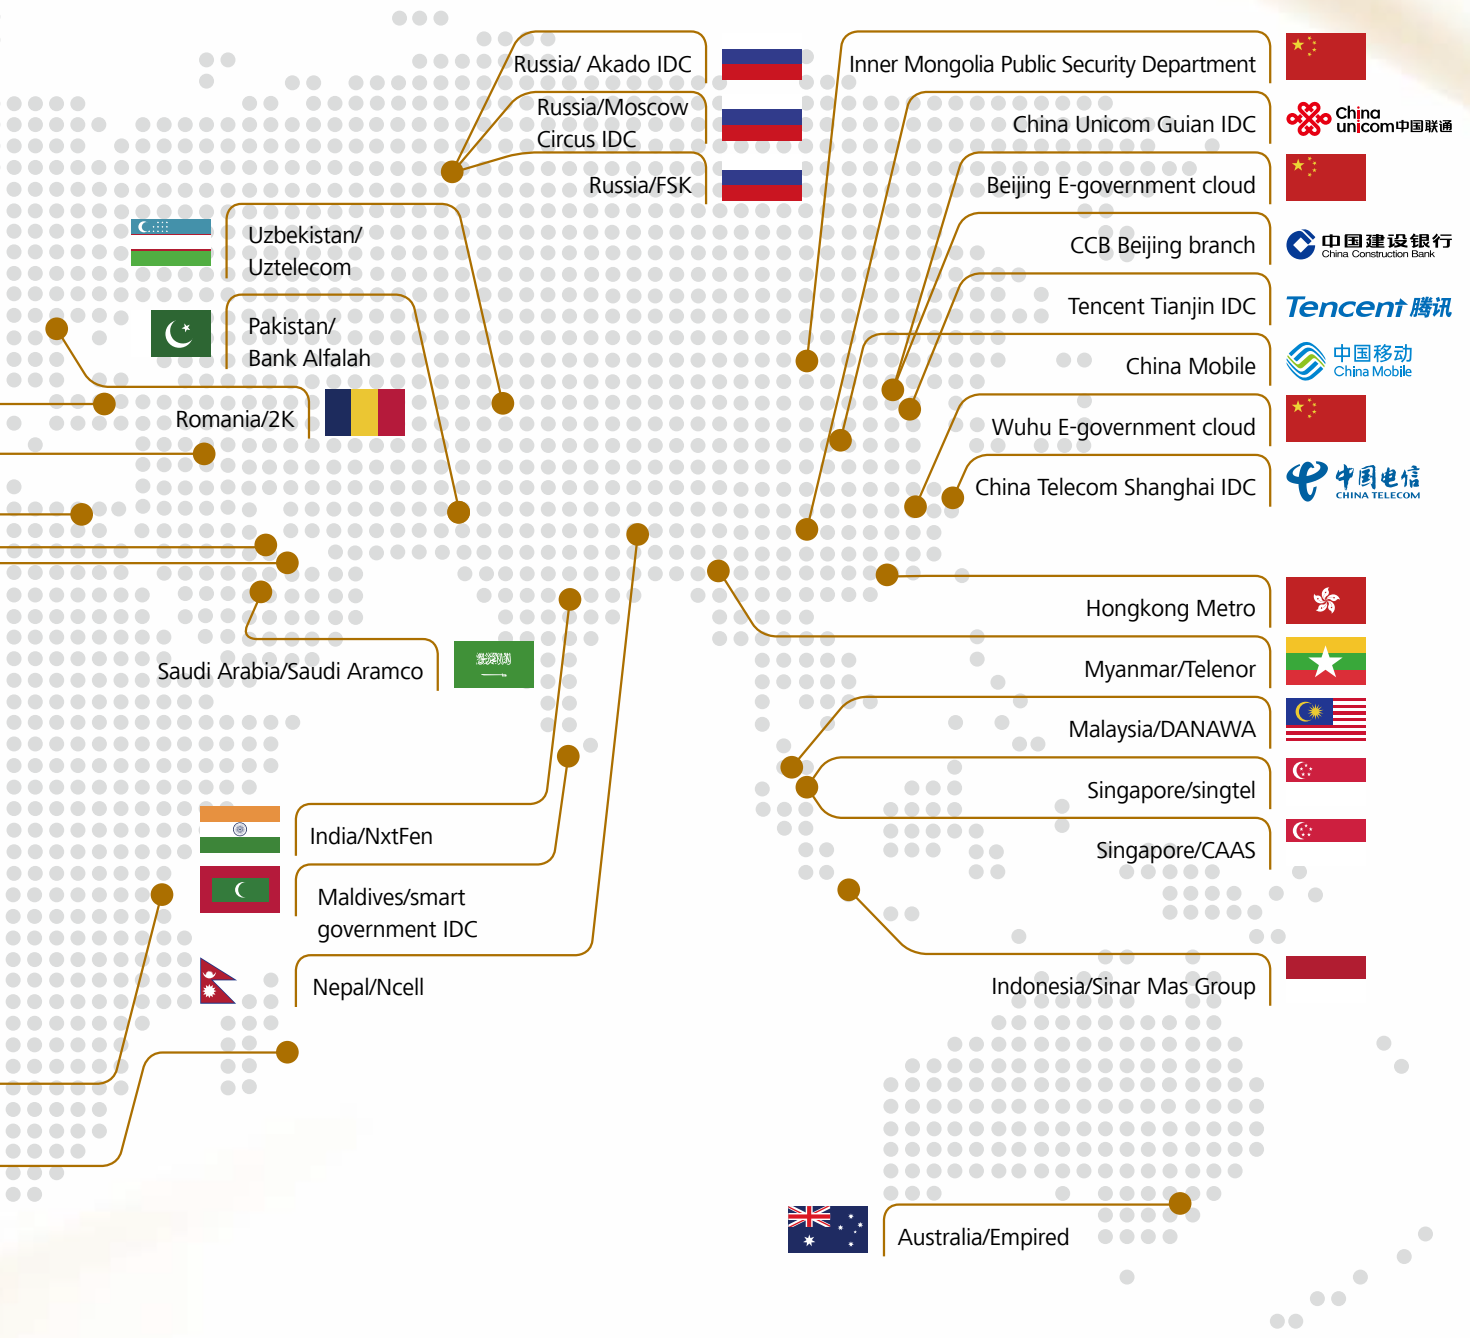 Russia/ Akado IDC
Russia/Moscow
Circus IDC
Russia/FSK
Uzbekistan/
Uztelecom
Pakistan/
Bank Alfalah
Romania/2K
Saudi Arabia/Saudi Aramco
India/NxtFen
Maldives/smart
government IDC
Nepal/Ncell
Inner Mongolia Public Security Department
China Unicom Guian IDC
China
unicom中国联通
Beijing E-government cloud
CCB Beijing branch
中国建设银行
China Construction Bank
Tencent Tianjin IDC
Tencent 腾讯
China Mobile
中国移动
China Mobile
Wuhu E-government cloud
China Telecom Shanghai IDC
中国电信
CHINA TELECOM
Hongkong Metro
Myanmar/Telenor
Malaysia/DANAWA
Singapore/singtel
Singapore/CAAS
Indonesia/Sinar Mas Group
Australia/Empired